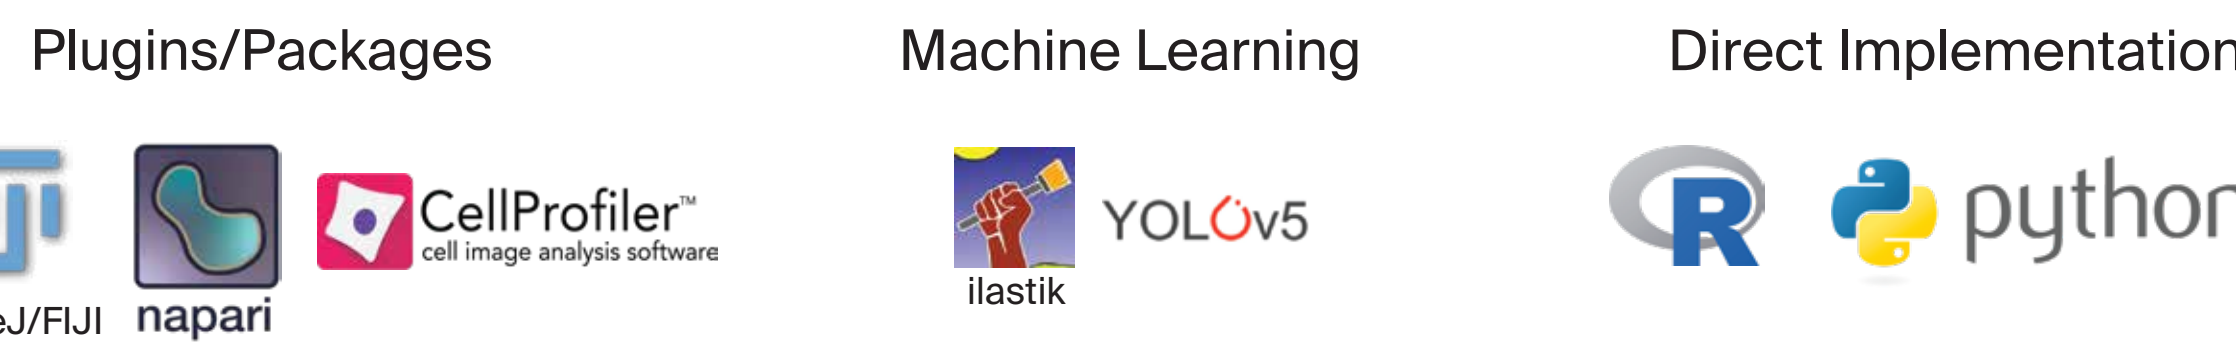 Plugins/Packages
Machine Learning
Direct Implementation
CellProfiler™
cell image analysis software
YOLOv5
R
python
ilastik
eJ/FIJI
napari